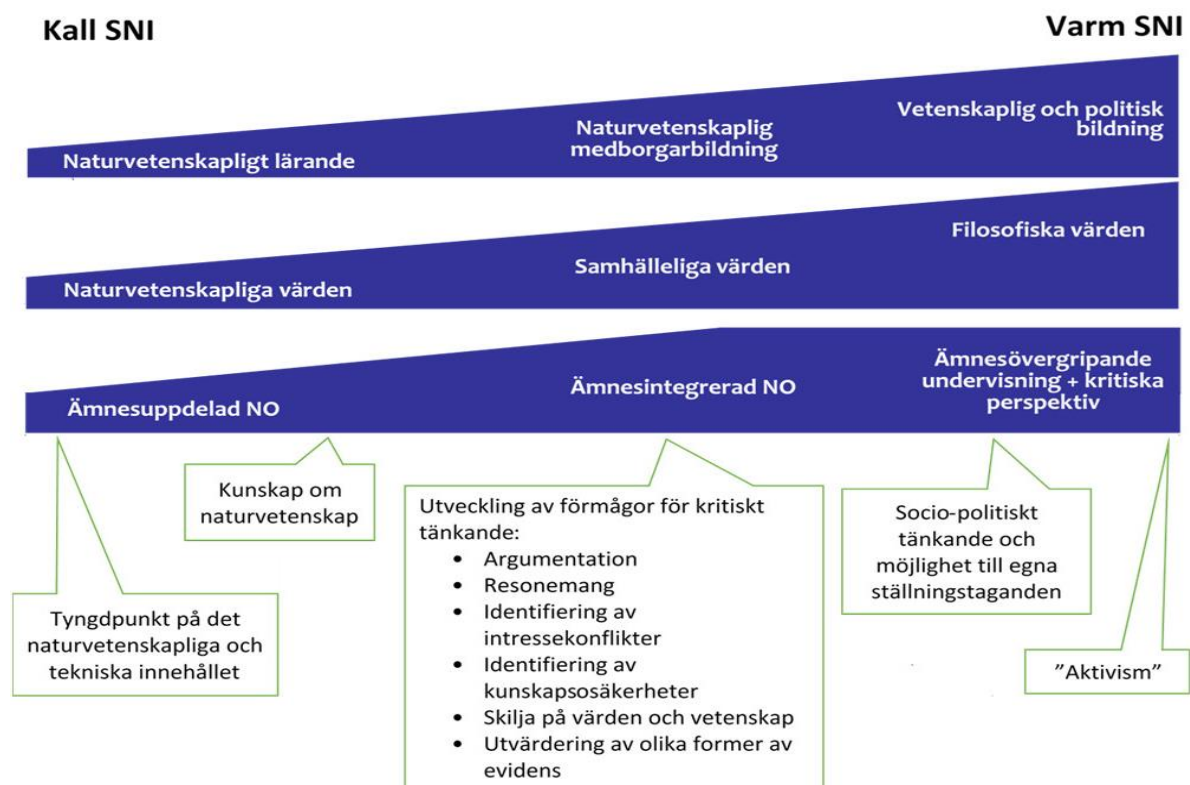 Kall SNI
Varm SNI
Naturvetenskapligt lärande
Naturvetenskaplig
medborgarbildning
Vetenskaplig och politisk
bildning
Naturvetenskapliga värden
Samhälleliga värden
Filosofiska värden
Ämnesuppdelad NO
Ämnesintegrerad NO
Ämnesövergripande
undervisning + kritiska
perspektiv
Tyngdpunkt på det
naturvetenskapliga och
tekniska innehållet
Kunskap om
naturvetenskap
Utveckling av förmågor för kritiskt
tänkande:
• Argumentation
• Resonemang
• Identifiering av
intressekonflikter
• Identifiering av
kunskapsosäkerheter
• Skilja på värden och vetenskap
• Utvärdering av olika former av
evidens
Socio-politiskt
tänkande och
möjlighet till egna
ställningstaganden
”Aktivism”